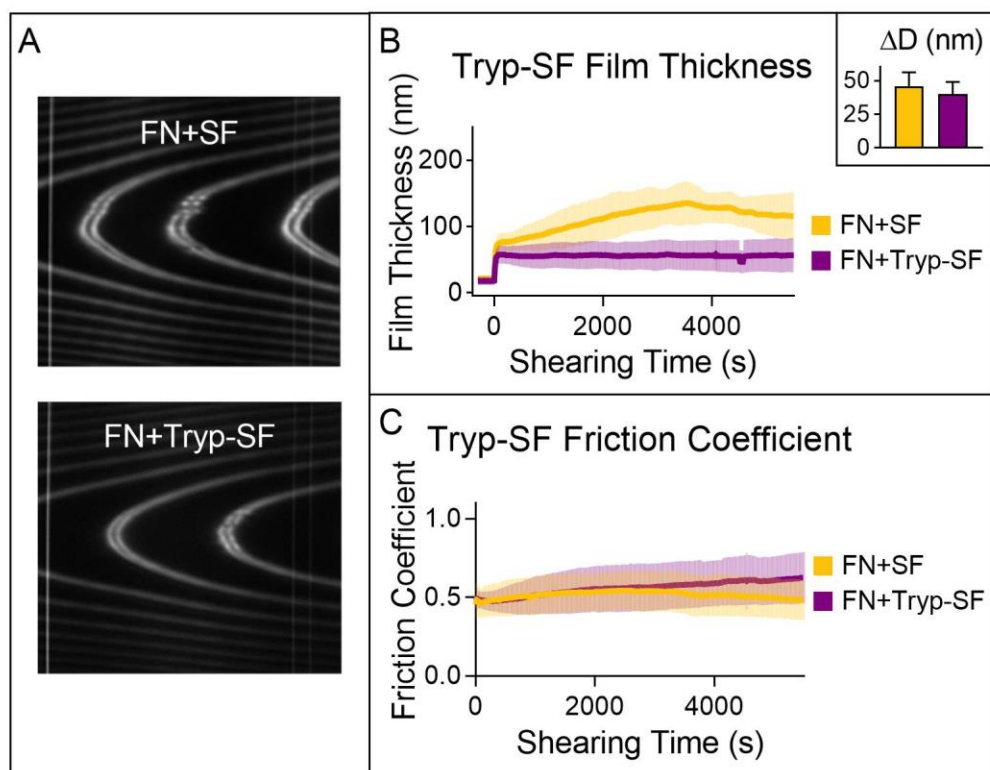 A
FN+SF
FN+Tryp-SF
B
Tryp-SF Film Thickness
ΔD (nm)
50
25
0
Film Thickness (nm)
200
100
0
0 2000 4000
Shearing Time (s)
FN+SF
FN+Tryp-SF
C
Tryp-SF Friction Coefficient
Friction Coefficient
1.0
0.5
0.0
0 2000 4000
Shearing Time (s)
FN+SF
FN+Tryp-SF